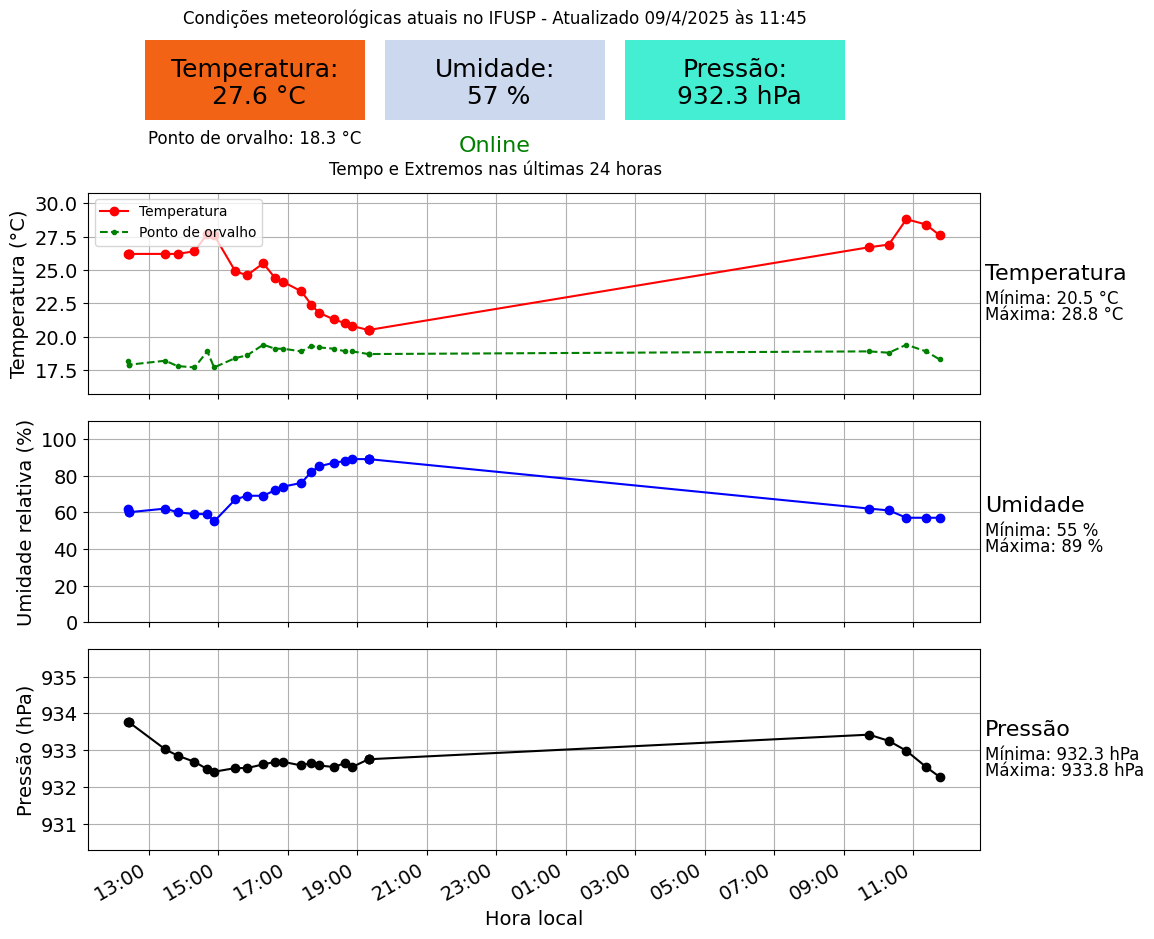 Condições meteorológicas atuais no IFUSP - Atualizado 09/4/2025 às 11:45
Temperatura:
27.6 °C
Umidade:
57 %
Pressão:
932.3 hPa
Ponto de orvalho: 18.3 °C
Online
Tempo e Extremos nas últimas 24 horas
Temperatura (°C)
30.0
27.5
25.0
22.5
20.0
17.5
Temperatura
Ponto de orvalho
Temperatura
Mínima: 20.5 °C
Máxima: 28.8 °C
Umidade relativa (%)
100
80
60
40
20
0
Umidade
Mínima: 55 %
Máxima: 89 %
Pressão (hPa)
935
934
933
932
931
Pressão
Mínima: 932.3 hPa
Máxima: 933.8 hPa
13:00 15:00 17:00 19:00 21:00 23:00 01:00 03:00 05:00 07:00 09:00 11:00
Hora local